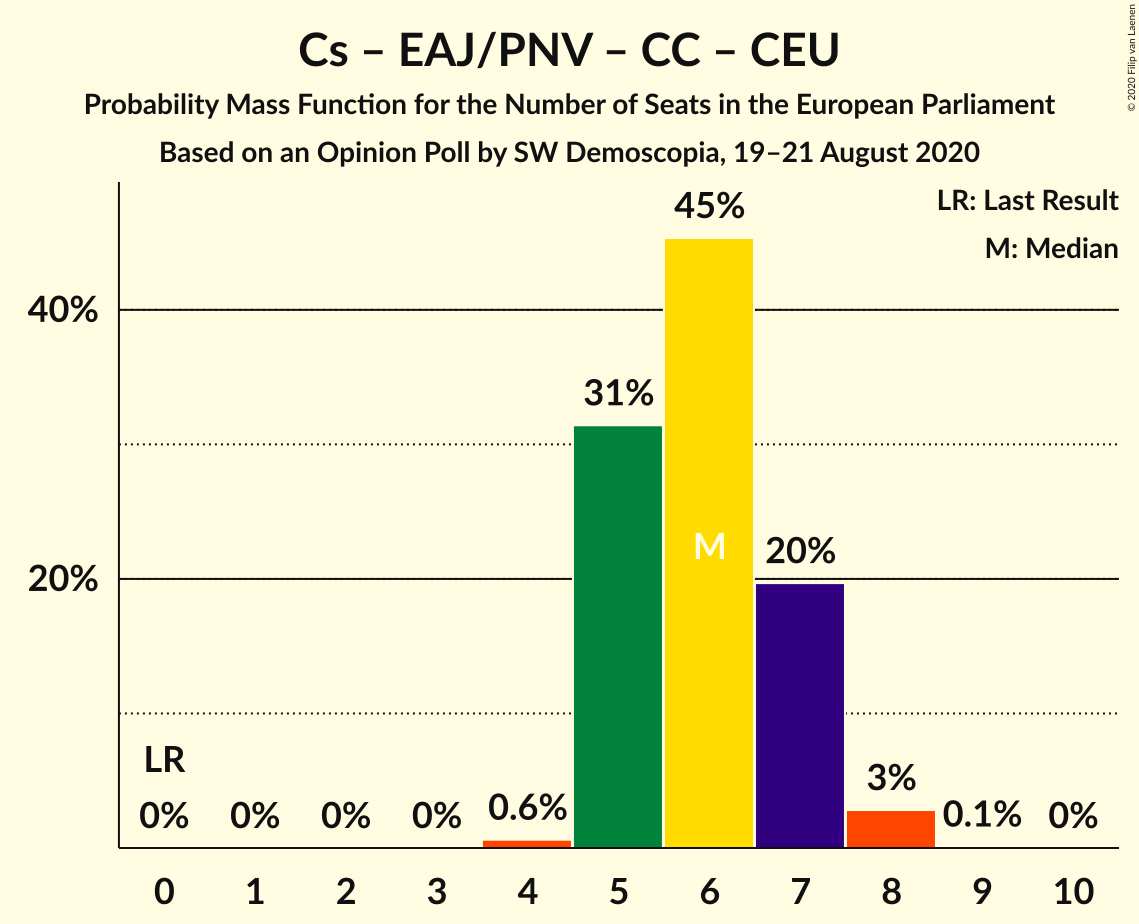 Cs – EAJ/PNV – CC – CEU
Probability Mass Function for the Number of Seats in the European Parliament
Based on an Opinion Poll by SW Demoscopia, 19–21 August 2020
© 2020 Filip van Laenen
LR: Last Result
M: Median
45%
40%
31%
M
20%
20%
LR
3%
0% 0% 0% 0% 0.6% 0.1% 0%
0 1 2 3 4 5 6 7 8 9 10